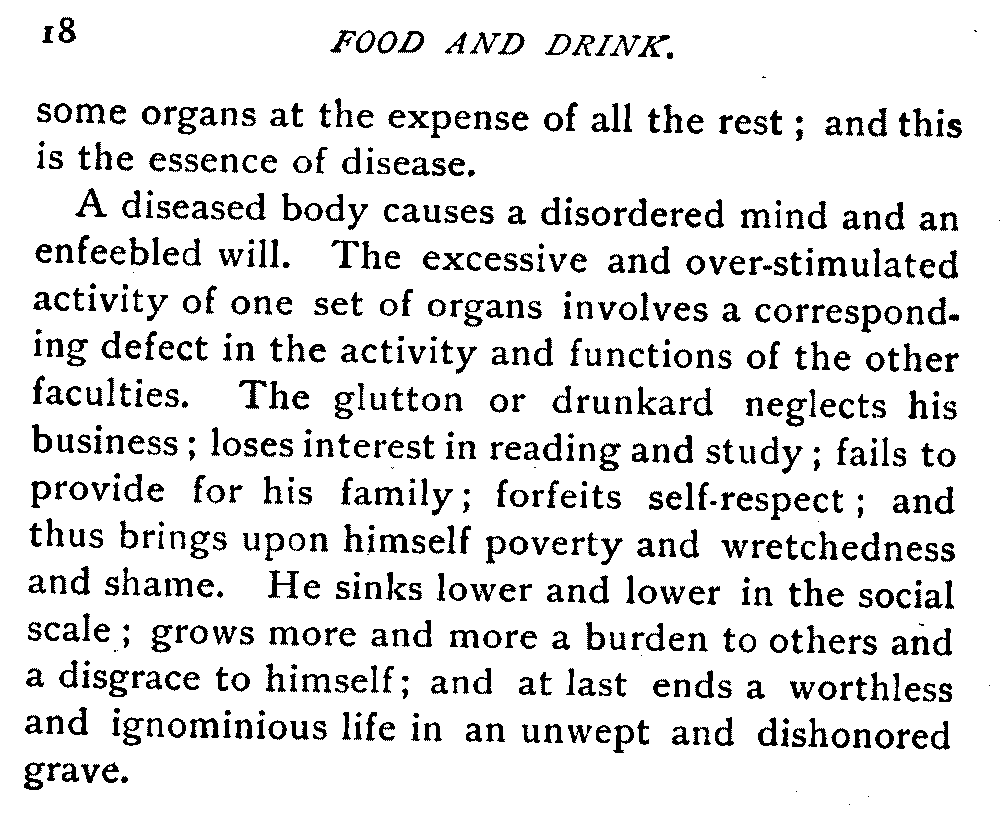 18
FOOD AND DRINK.
some organs at the expense of all the rest ; and this
is the essence of disease.
A diseased body causes a disordered mind and an
enfeebled will. The excessive and over-stimulated
activity of one set of organs involves a correspond-
ing defect in the activity and functions of the other
faculties. The glutton or drunkard neglects his
business ; loses interest in reading and study ; fails to
provide for his family ; forfeits self-respect ; and
thus brings upon himself poverty and wretchedness
and shame. He sinks lower and lower in the social
scale ; grows more and more a burden to others and
a disgrace to himself ; and at last ends a worthless
and ignominious life in an unwept and dishonored
grave.